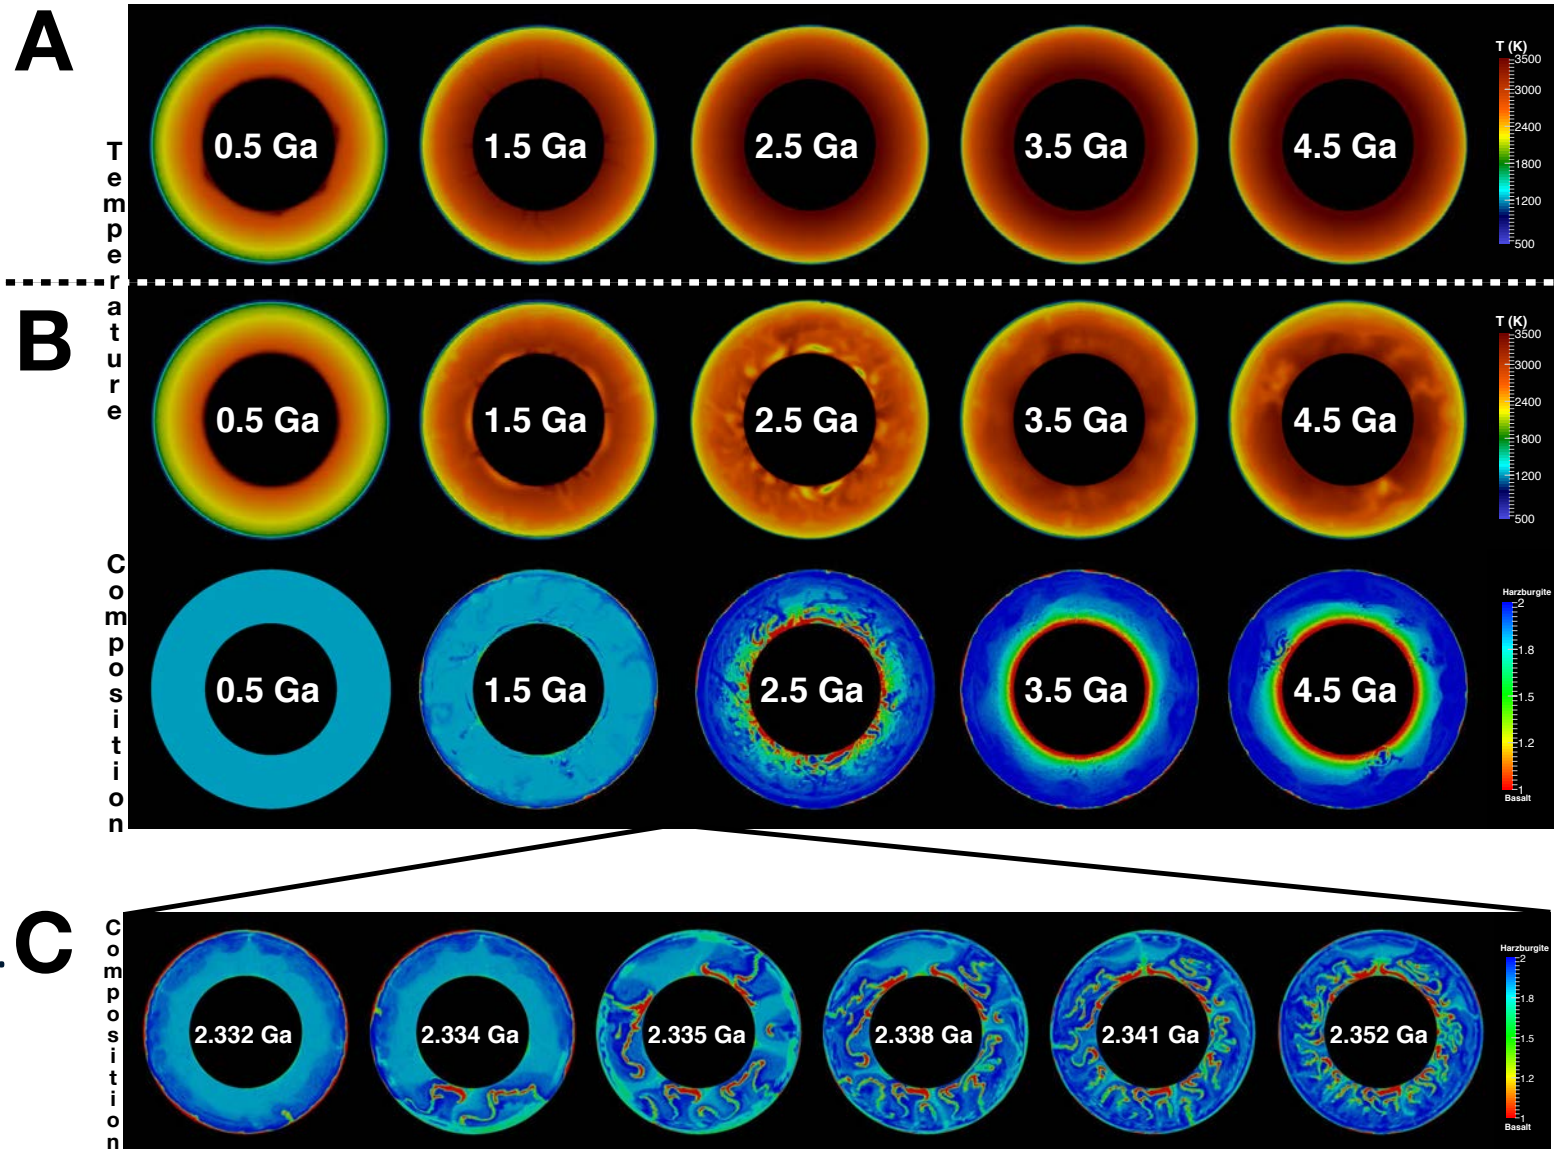 A
Temperature
0.5 Ga
1.5 Ga
2.5 Ga
3.5 Ga
4.5 Ga
T (K)
3500
3000
2400
1800
1200
500
B
0.5 Ga
1.5 Ga
2.5 Ga
3.5 Ga
4.5 Ga
T (K)
3500
3000
2400
1800
1200
500
Composition
0.5 Ga
1.5 Ga
2.5 Ga
3.5 Ga
4.5 Ga
Harzburgite
2
1.8
1.5
1.2
1
Basalt
C
Composition
2.332 Ga
2.334 Ga
2.335 Ga
2.338 Ga
2.341 Ga
2.352 Ga
Harzburgite
2
1.8
1.5
1.2
1
Basalt